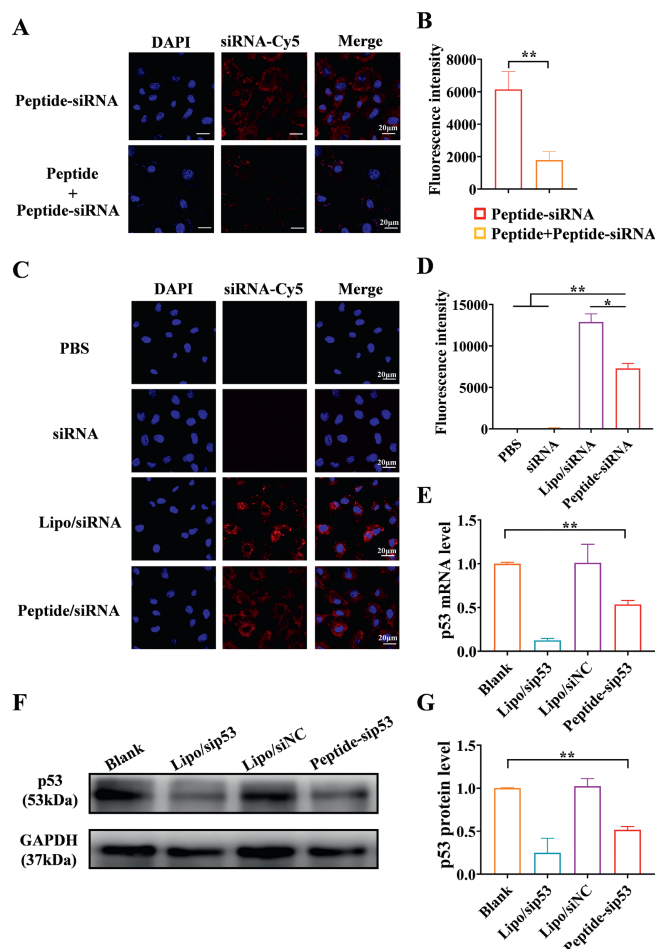 A
DAPI siRNA-Cy5 Merge
Peptide-siRNA
20μm
Peptide
+
Peptide-siRNA
20μm
B
Fluorescence intensity
8000
6000
4000
2000
0
**
Peptide-siRNA
Peptide+Peptide-siRNA
C
DAPI siRNA-Cy5 Merge
PBS
20μm
siRNA
20μm
Lipo/siRNA
20μm
Peptide/siRNA
20μm
D
Fluorescence intensity
15000
10000
5000
0
**
*
PBS
siRNA
Lipo/siRNA
Peptide-siRNA
E
p53 mRNA level
1.5
1.0
0.5
0.0
**
Blank
Lipo/sip53
Lipo/siNC
Peptide-sip53
F
Blank
Lipo/sip53
Lipo/siNC
Peptide-sip53
p53
(53kDa)
GAPDH
(37kDa)
G
p53 protein level
1.5
1.0
0.5
0.0
**
Blank
Lipo/sip53
Lipo/siNC
Peptide-sip53